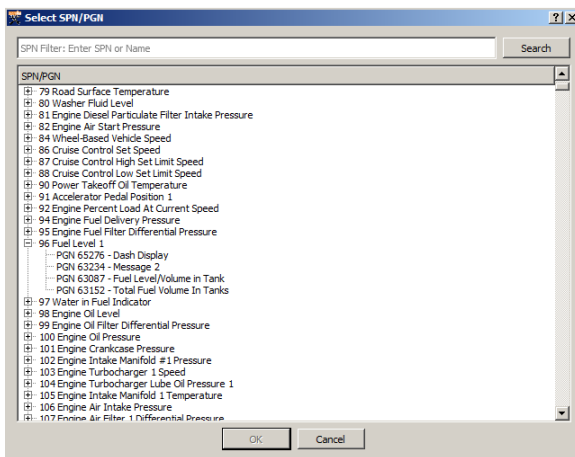 Select SPN/PGN
SPN Filter: Enter SPN or Name
Search
SPN/PGN
79 Road Surface Temperature
80 Washer Fluid Level
81 Engine Diesel Particulate Filter Intake Pressure
82 Engine Air Start Pressure
84 Wheel-Based Vehicle Speed
86 Cruise Control Set Speed
87 Cruise Control High Set Limit Speed
88 Cruise Control Low Set Limit Speed
90 Power Takeoff Oil Temperature
91 Accelerator Pedal Position 1
92 Engine Percent Load At Current Speed
94 Engine Fuel Delivery Pressure
95 Engine Fuel Filter Differential Pressure
96 Fuel Level 1
PGN 65276 - Dash Display
PGN 63234 - Message 2
PGN 63087 - Fuel Level/Volume in Tank
PGN 63152 - Total Fuel Volume In Tanks
97 Water in Fuel Indicator
98 Engine Oil Level
99 Engine Oil Filter Differential Pressure
100 Engine Oil Pressure
101 Engine Crankcase Pressure
102 Engine Intake Manifold #1 Pressure
103 Engine Turbocharger 1 Speed
104 Engine Turbocharger Lube Oil Pressure 1
105 Engine Intake Manifold 1 Temperature
106 Engine Air Intake Pressure
107 Engine Air Filter 1 Differential Pressure
OK
Cancel